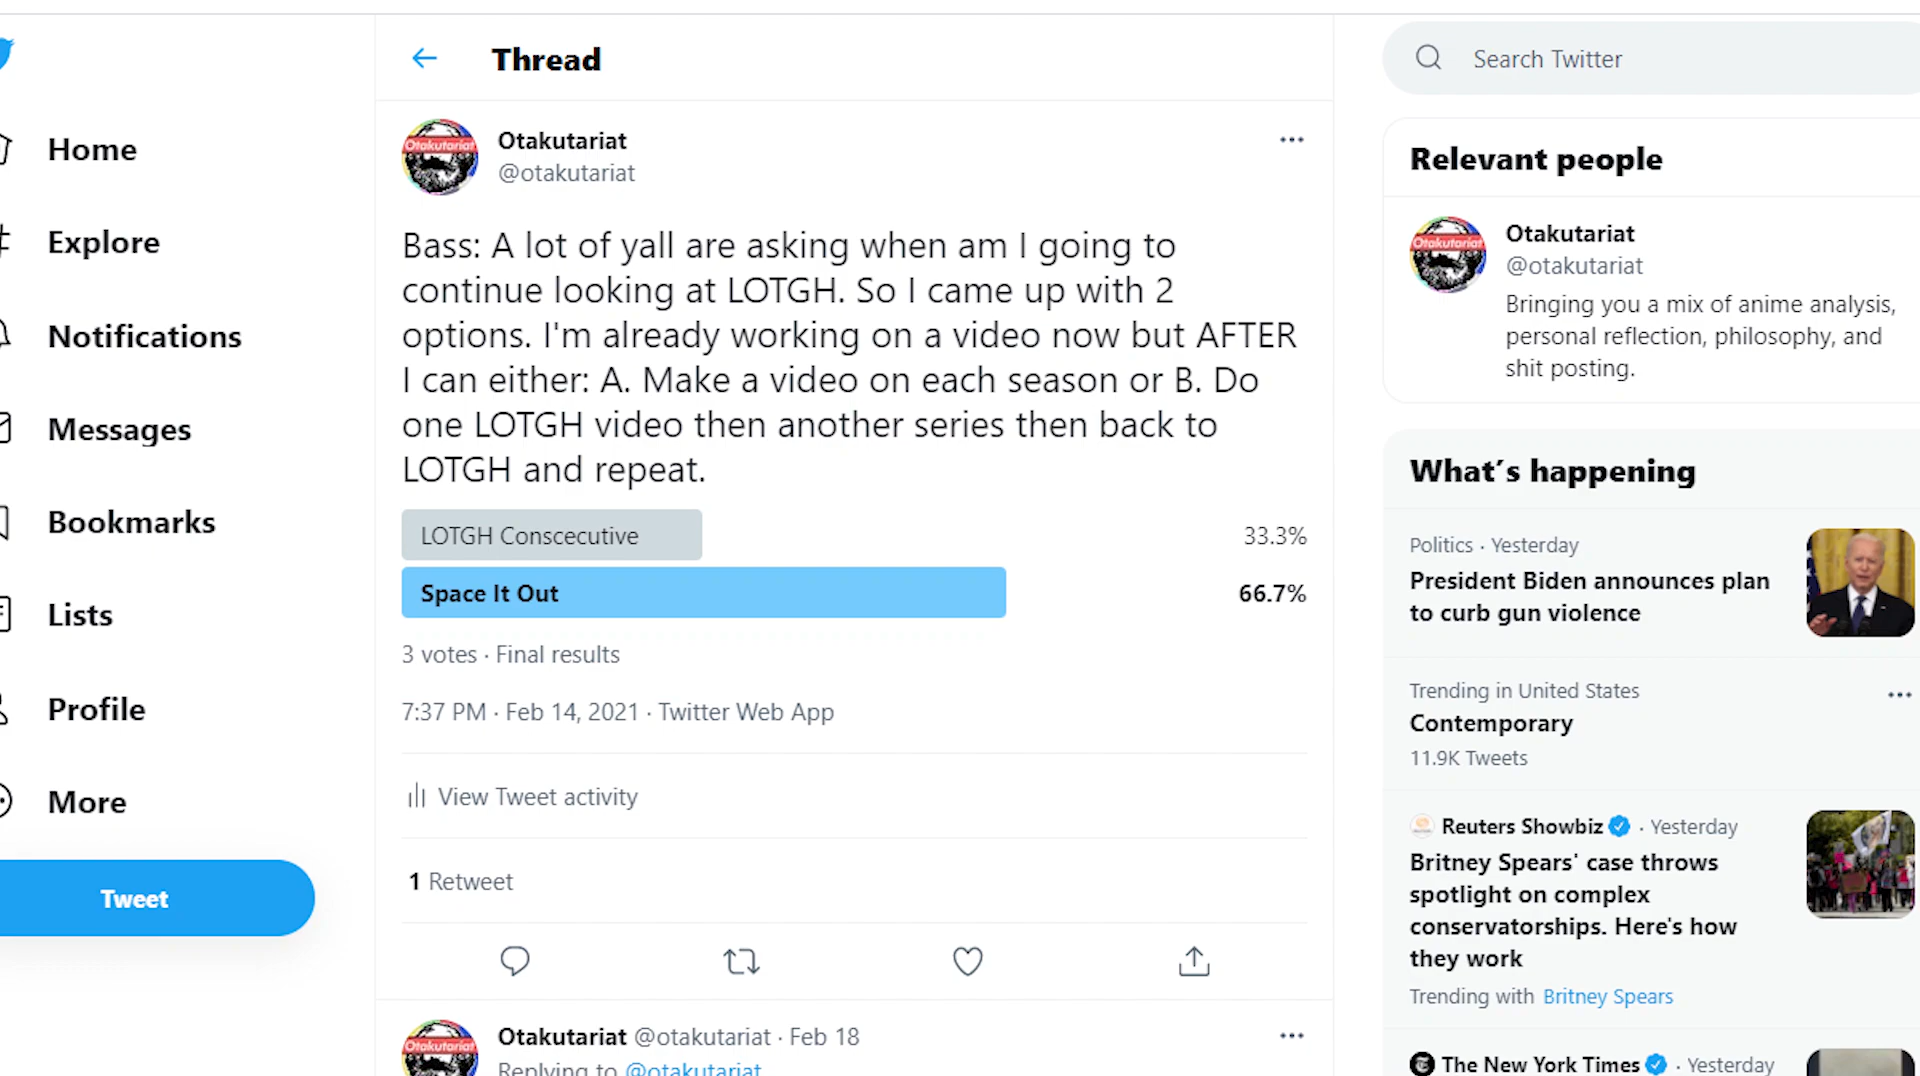 Thread
Search Twitter
Home
Explore
Notifications
Messages
Bookmarks
Lists
Profile
More
Tweet
Otakutariat
Otakutariat
@otakutariat
Bass: A lot of yall are asking when am I going to
continue looking at LOTGH. So I came up with 2
options. I'm already working on a video now but AFTER
I can either: A. Make a video on each season or B. Do
one LOTGH video then another series then back to
LOTGH and repeat.
LOTGH Conscecutive 33.3%
Space It Out 66.7%
3 votes · Final results
7:37 PM · Feb 14, 2021 · Twitter Web App
View Tweet activity
1 Retweet
Otakutariat
Otakutariat @otakutariat · Feb 18
Replying to @otakutariat
Relevant people
Otakutariat
Otakutariat
@otakutariat
Bringing you a mix of anime analysis,
personal reflection, philosophy, and
shit posting.
What's happening
Politics · Yesterday
President Biden announces plan
to curb gun violence
Trending in United States
Contemporary
11.9K Tweets
Reuters Showbiz · Yesterday
Britney Spears' case throws
spotlight on complex
conservatorships. Here's how
they work
Trending with Britney Spears
The New York Times · Yesterday